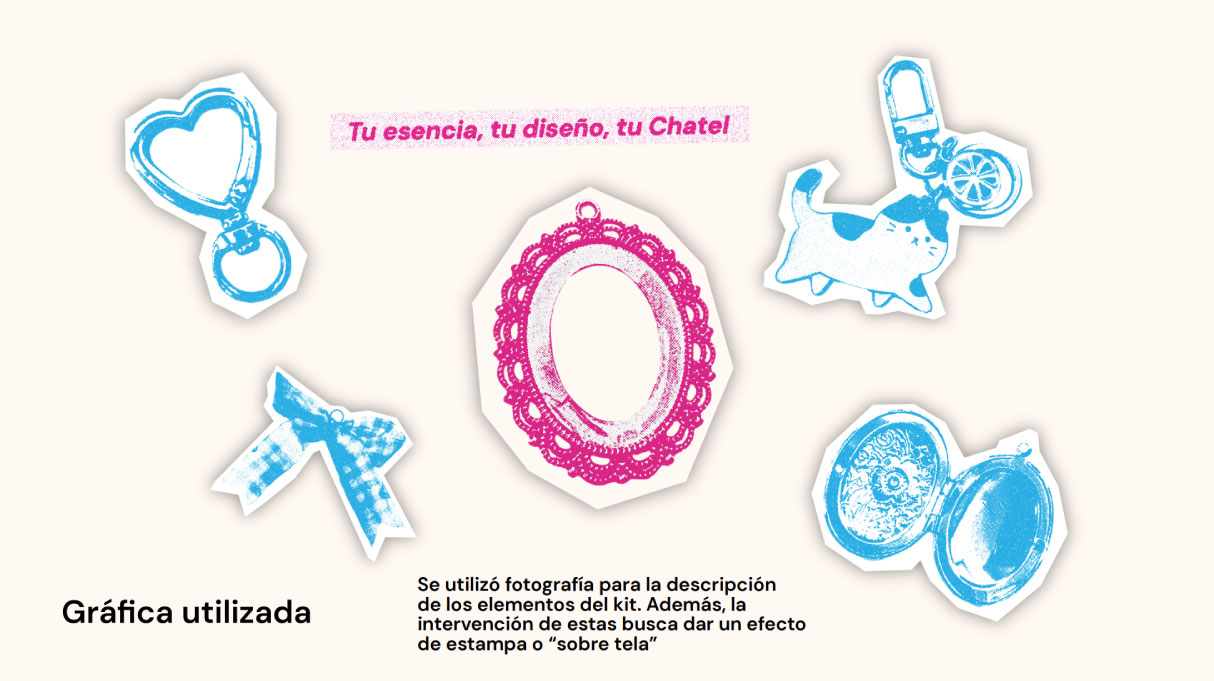 Tu esencia, tu diseño, tu Chatel
Gráfica utilizada
Se utilizó fotografía para la descripción
de los elementos del kit. Además, la
intervención de estas busca dar un efecto
de estampa o “sobre tela”